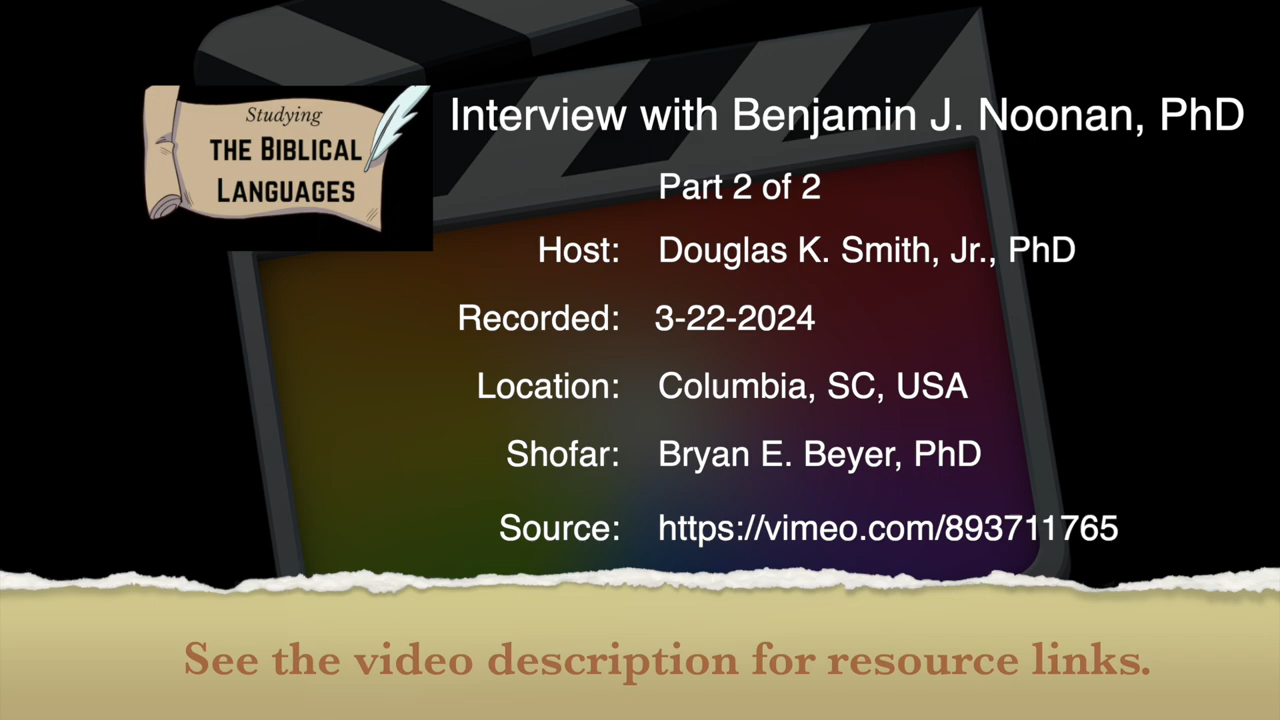 Studying
THE BIBLICAL
LANGUAGES
Interview with Benjamin J. Noonan, PhD
Part 2 of 2
Host: Douglas K. Smith, Jr., PhD
Recorded: 3-22-2024
Location: Columbia, SC, USA
Shofar: Bryan E. Beyer, PhD
Source: https://vimeo.com/893711765
See the video description for resource links.